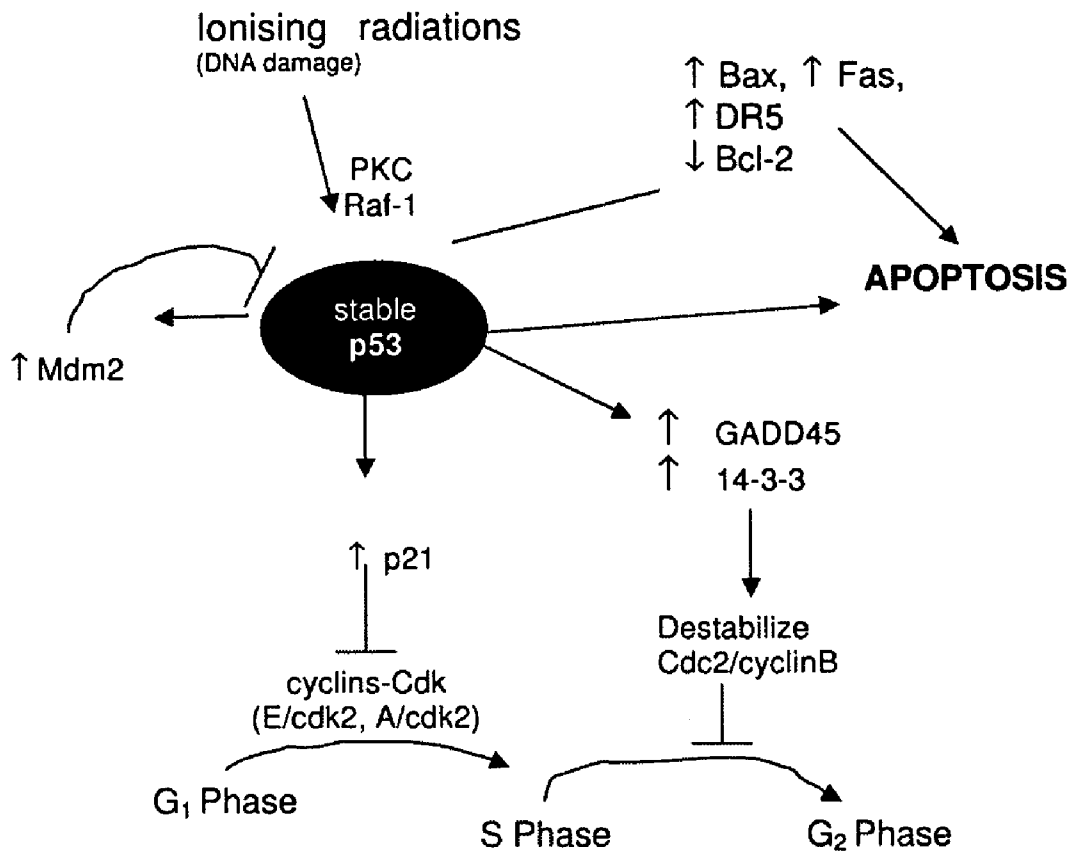 Ionising radiations
(DNA damage)
↑ Bax, ↑ Fas,
↑ DR5
↓ Bcl-2
PKC
Raf-1
APOPTOSIS
stable
p53
↑ Mdm2
↑ GADD45
↑ 14-3-3
↑ p21
Destabilize
Cdc2/cyclinB
cyclins-Cdk
(E/cdk2, A/cdk2)
G₁ Phase
S Phase
G₂ Phase